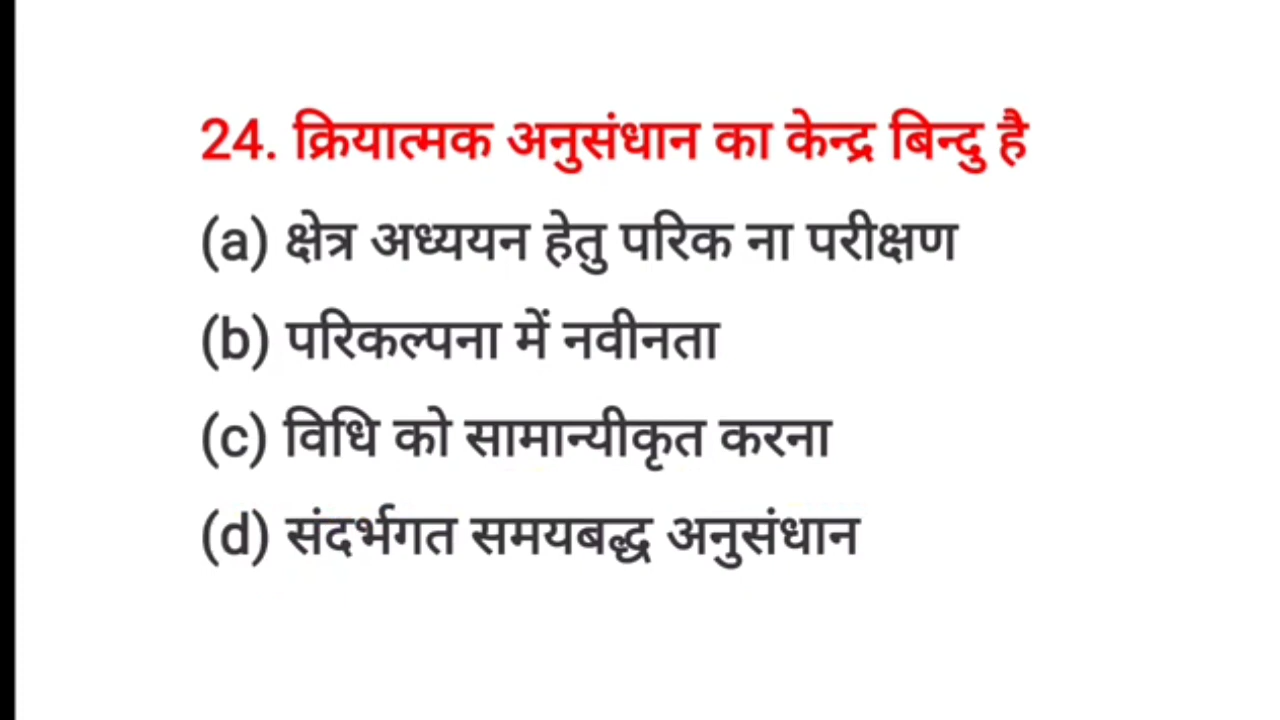 24. क्रियात्मक अनुसंधान का केन्द्र बिन्दु है
(a) क्षेत्र अध्ययन हेतु परिक ना परीक्षण
(b) परिकल्पना में नवीनता
(c) विधि को सामान्यीकृत करना
(d) संदर्भगत समयबद्ध अनुसंधान